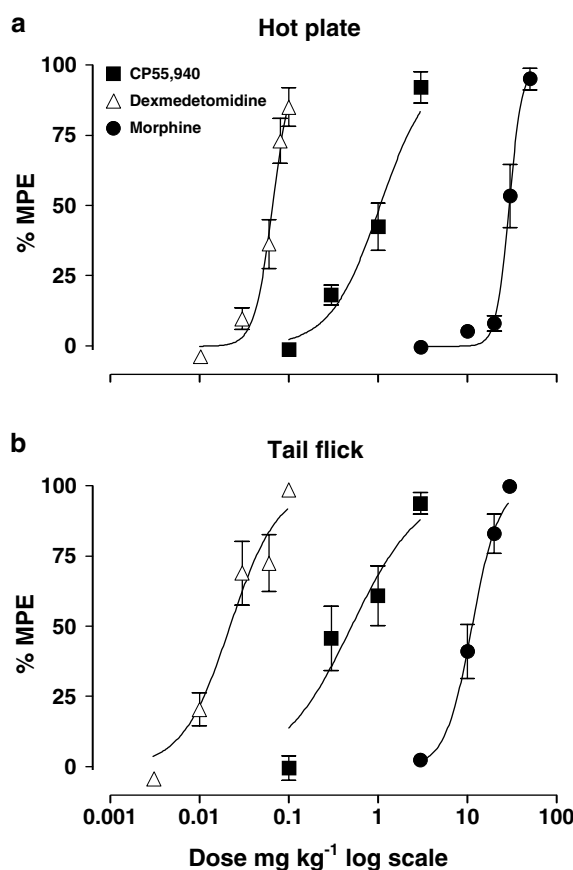 a
Hot plate
100
75
50
25
0
% MPE
CP55,940
Dexmedetomidine
Morphine
b
Tail flick
100
75
50
25
0
% MPE
0.001 0.01 0.1 1 10 100
Dose mg kg⁻¹ log scale